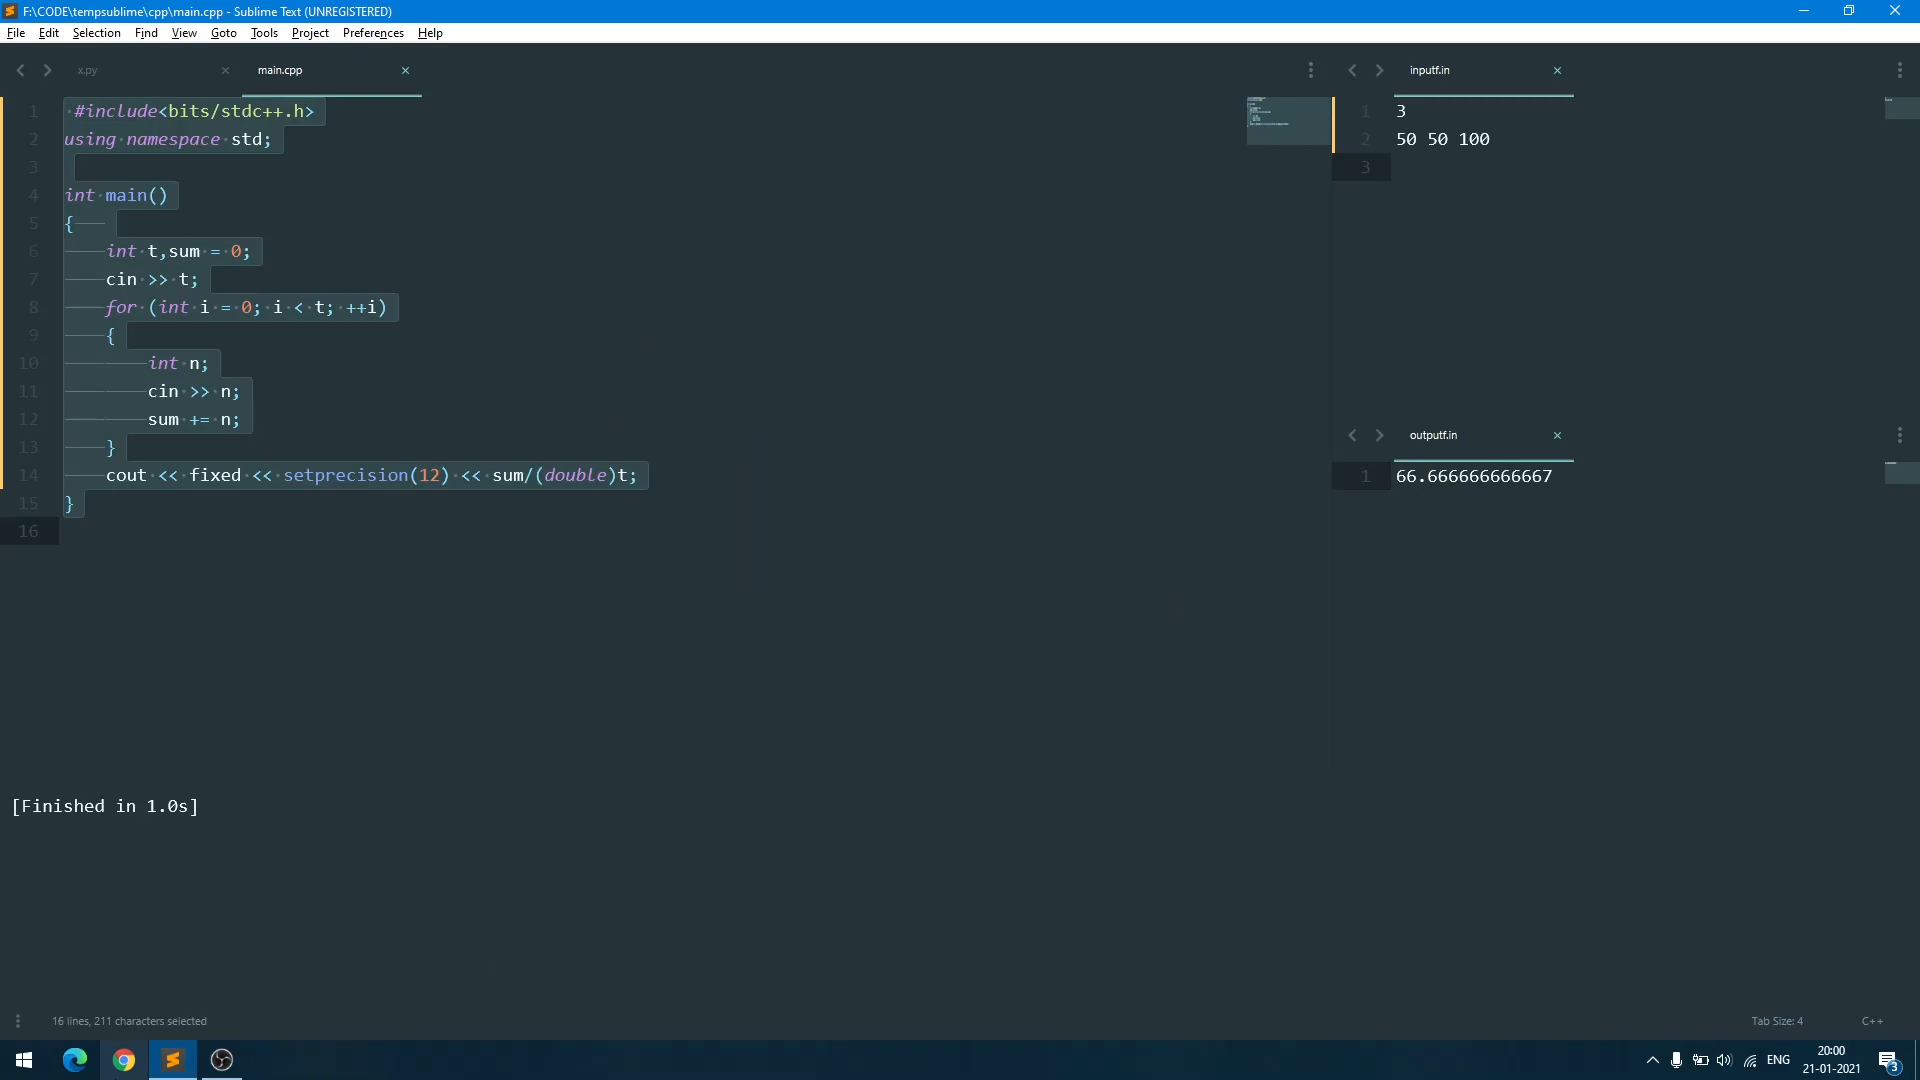 F:\CODE\tempsublime\cpp\main.cpp - Sublime Text (UNREGISTERED)
File Edit Selection Find View Goto Tools Project Preferences Help
x.py main.cpp
1 #include<bits/stdc++.h>
2 using namespace std;
3
4 int main()
5 {
6 int t,sum = 0;
7 cin >> t;
8 for (int i = 0; i < t; ++i)
9 {
10 int n;
11 cin >> n;
12 sum += n;
13 }
14 cout << fixed << setprecision(12) << sum/(double)t;
15 }
16
inputf.in
1 3
2 50 50 100
3
outputf.in
1 66.666666666667
[Finished in 1.0s]
16 lines, 211 characters selected
Tab Size: 4 C++
ENG
20:00
21-01-2021
3